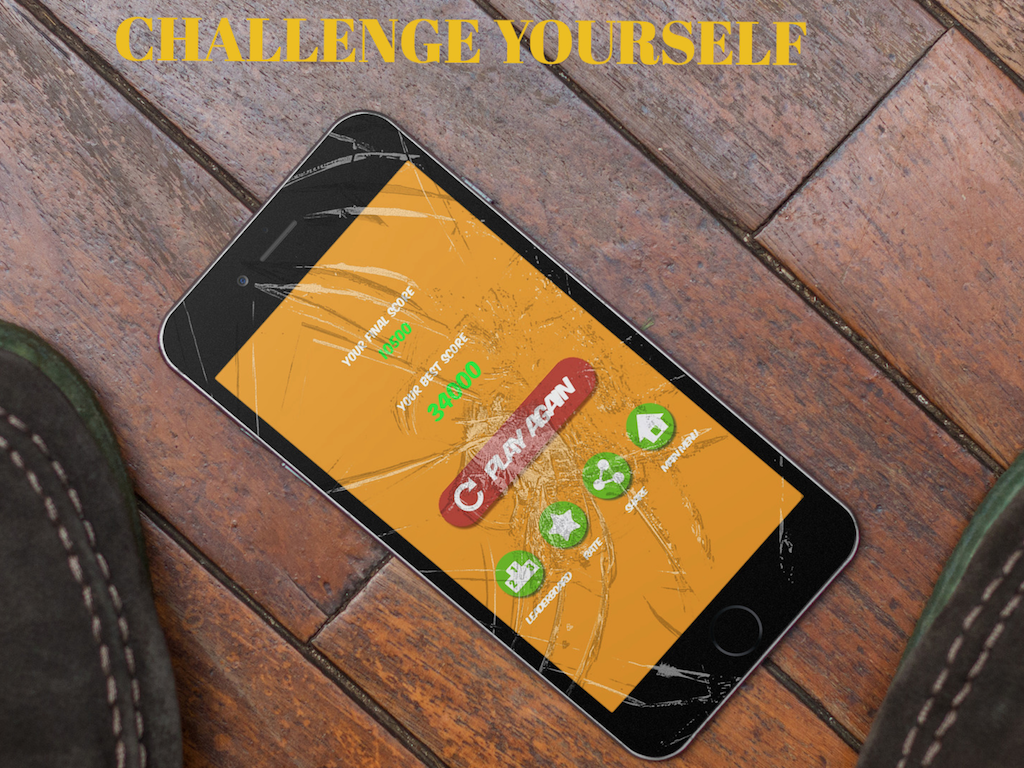 CHALLENGE YOURSELF
YOUR FINAL SCORE
YOUR BEST SCORE
34000
PLAY AGAIN
MAIN MENU
SHARE
RATE
LEADERBOARD